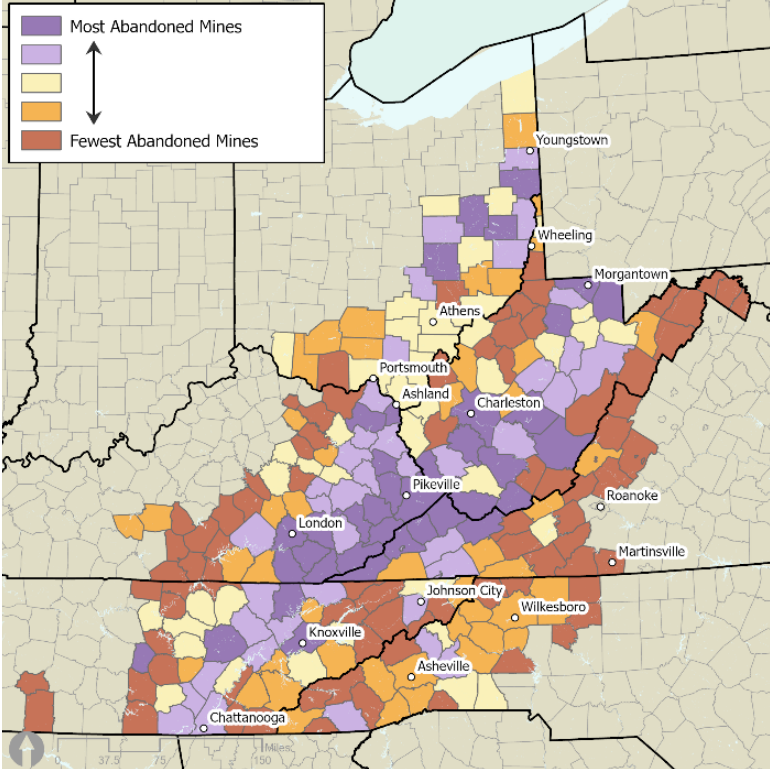 Most Abandoned Mines
Fewest Abandoned Mines
Youngstown
Wheeling
Morgantown
Athens
Portsmouth
Ashland
Charleston
Pikeville
Roanoke
London
Martinsville
Johnson City
Wilkesboro
Knoxville
Asheville
Chattanooga
Miles
0 37.5 75 150